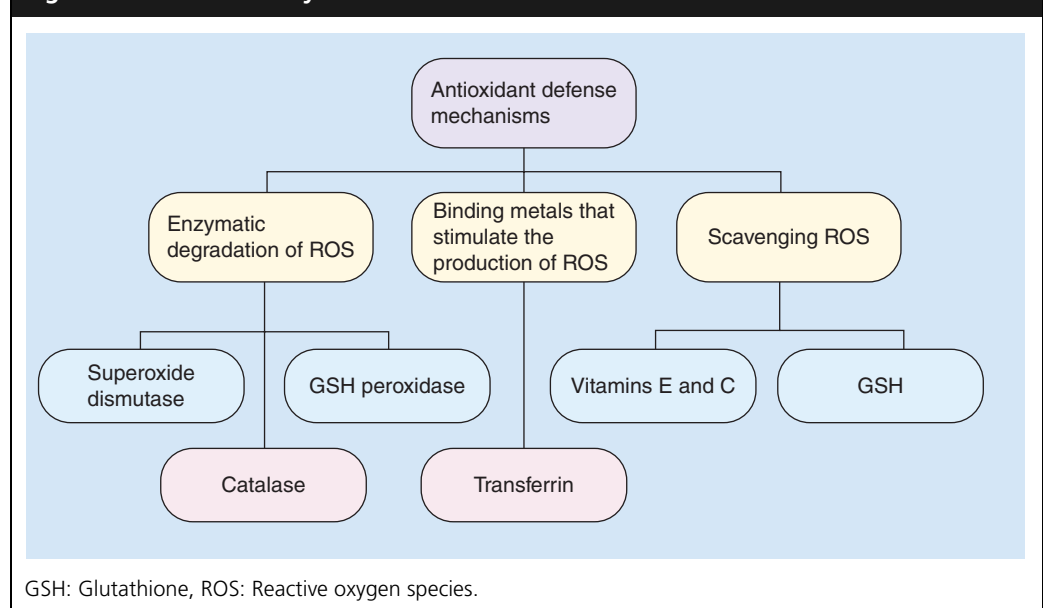 Antioxidant defense
mechanisms
Enzymatic
degradation of ROS
Binding metals that
stimulate the
production of ROS
Scavenging ROS
Superoxide
dismutase
GSH peroxidase
Vitamins E and C
GSH
Catalase
Transferrin
GSH: Glutathione, ROS: Reactive oxygen species.